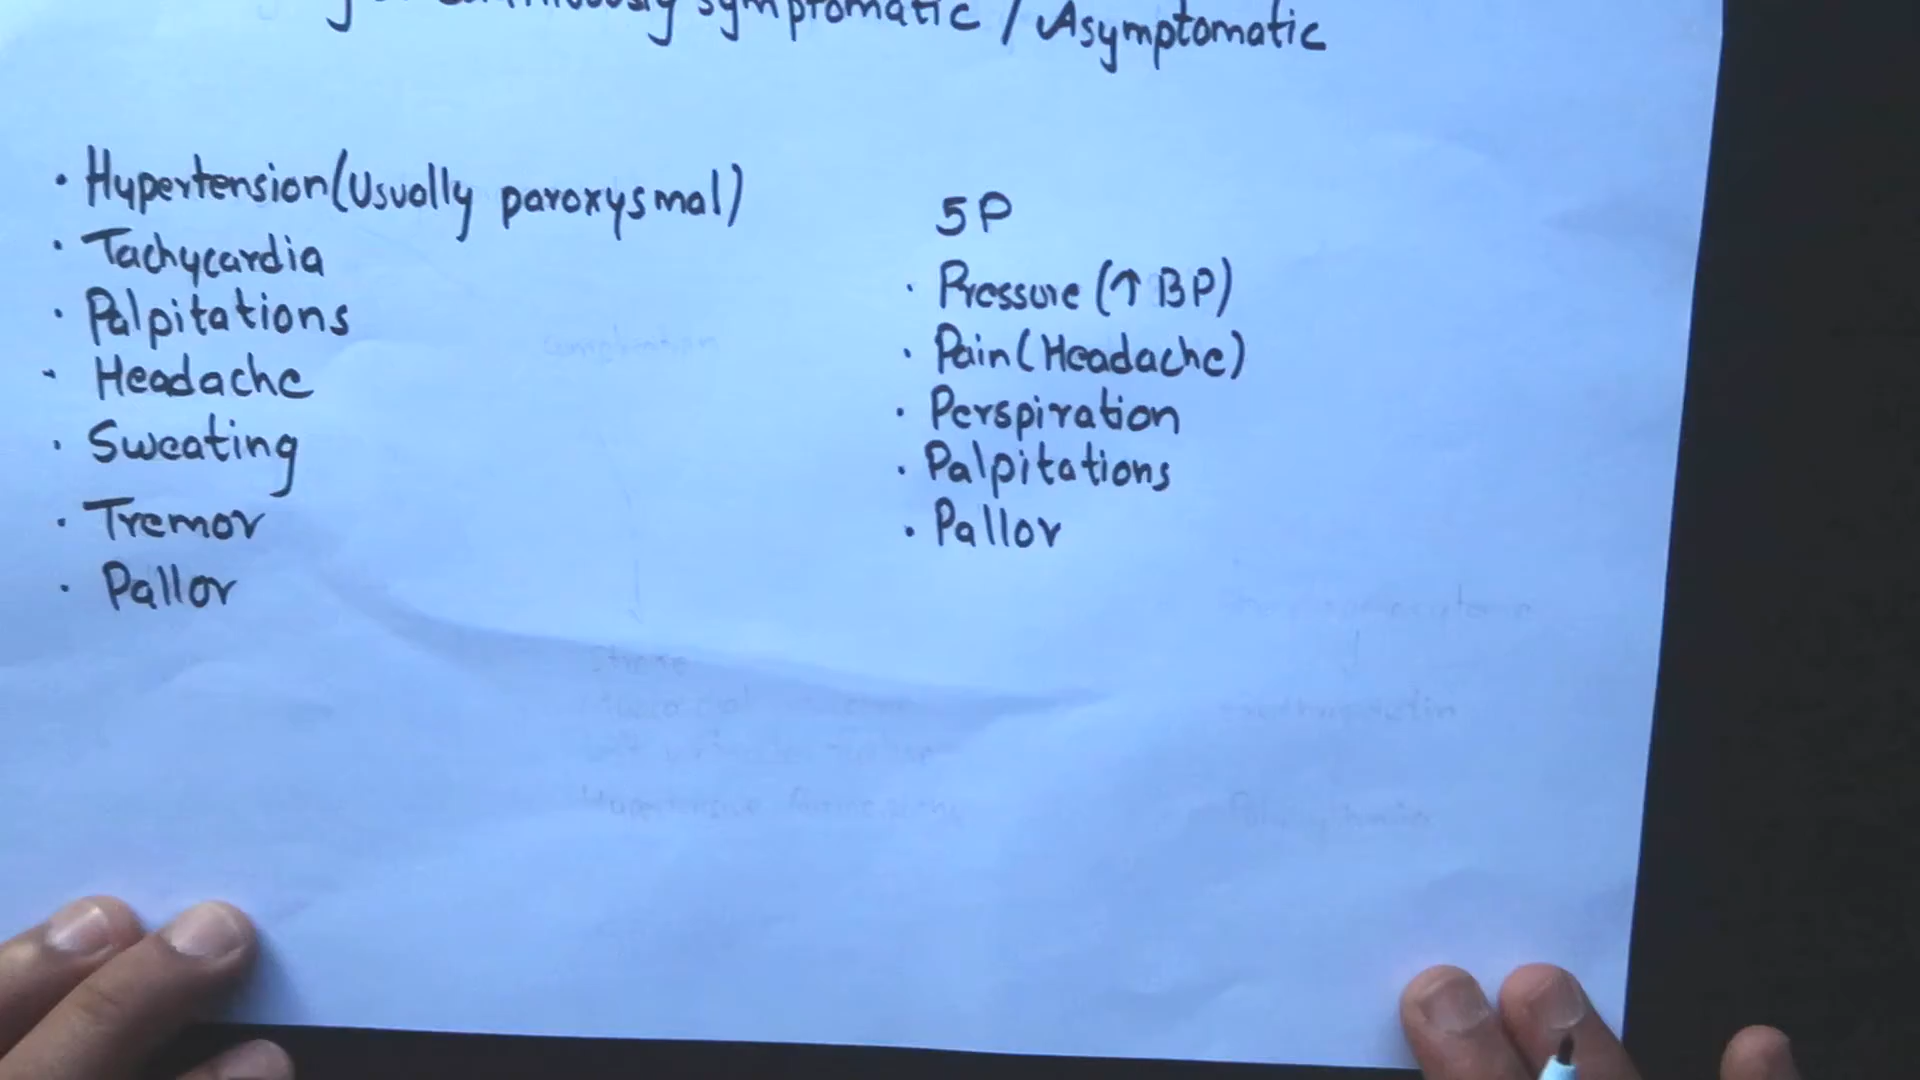 symptomatic / Asymptomatic
· Hypertension (Usually paroxysmal)
· Tachycardia
· Palpitations
· Headache
· Sweating
· Tremor
· Pallor
5P
· Pressure (↑ BP)
· Pain (Headache)
· Perspiration
· Palpitations
· Pallor